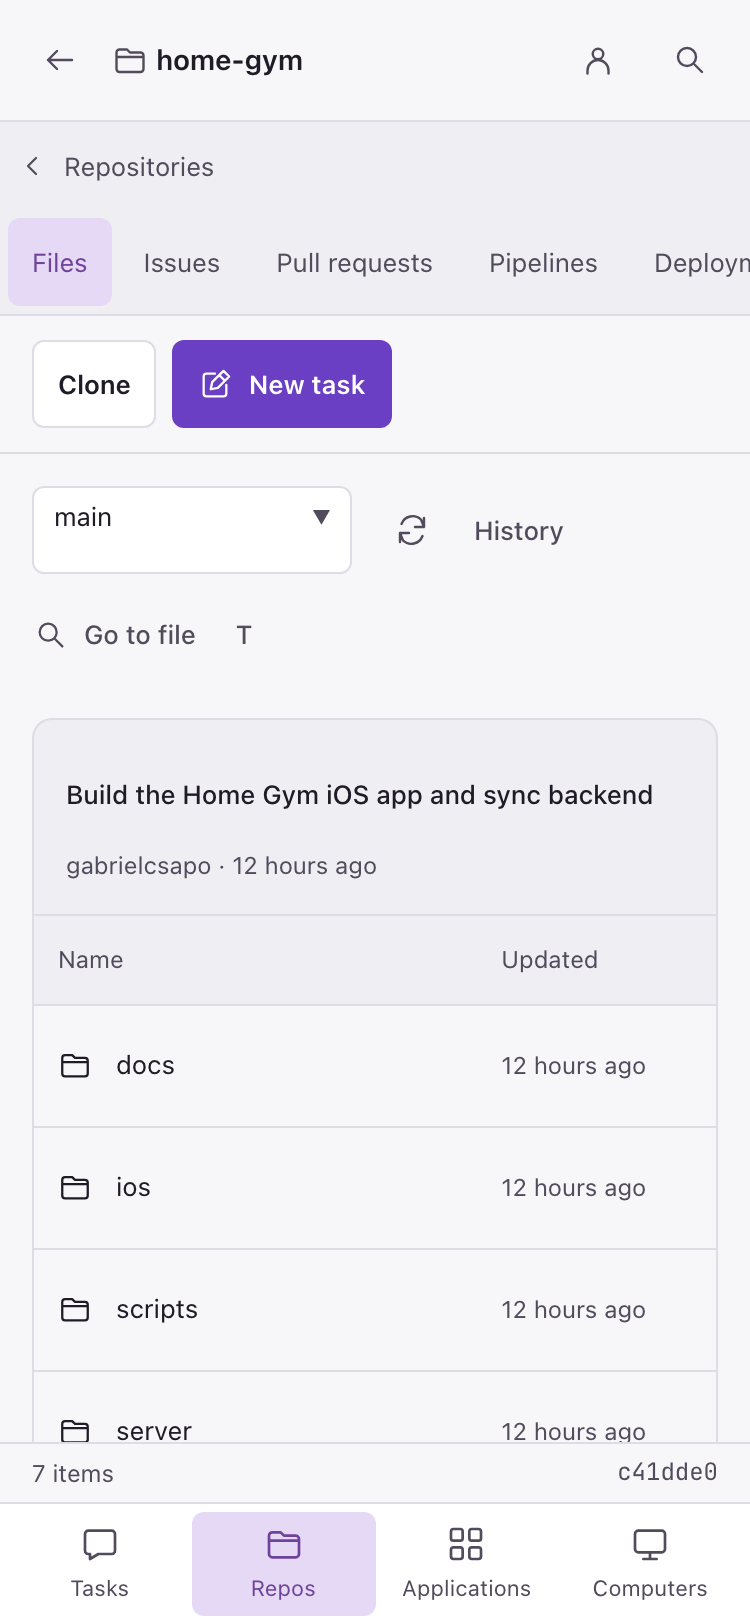 home-gym
Repositories
Files Issues Pull requests Pipelines Deploym
Clone New task
main ▼ History
Go to file T
Build the Home Gym iOS app and sync backend
gabrielcsapo · 12 hours ago
Name Updated
docs 12 hours ago
ios 12 hours ago
scripts 12 hours ago
server 12 hours ago
7 items c41dde0
Tasks Repos Applications Computers